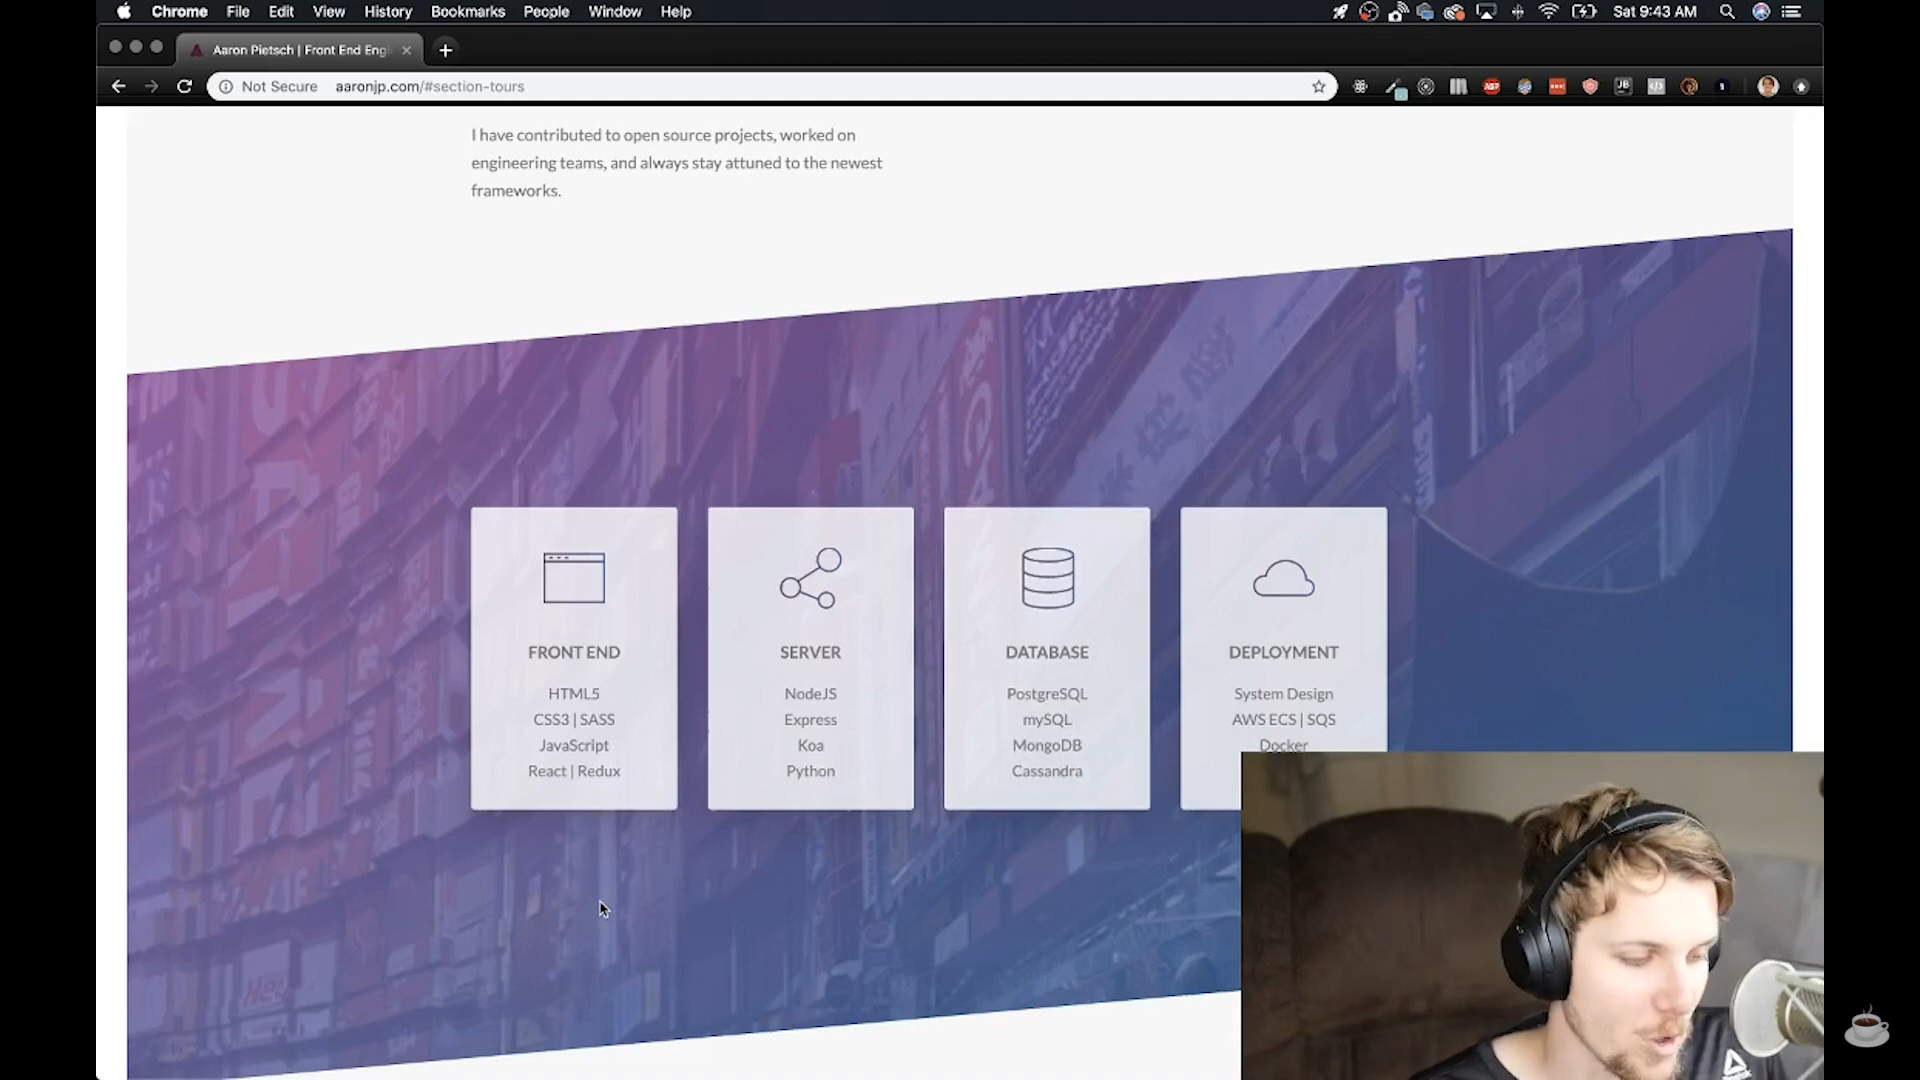 Chrome File Edit View History Bookmarks People Window Help
Sat 9:43 AM
Aaron Pietsch | Front End Engi
Not Secure aaronjp.com/#section-tours
ABP
JB
I have contributed to open source projects, worked on
engineering teams, and always stay attuned to the newest
frameworks.
FRONT END
HTML5
CSS3 | SASS
JavaScript
React | Redux
SERVER
NodeJS
Express
Koa
Python
DATABASE
PostgreSQL
mySQL
MongoDB
Cassandra
DEPLOYMENT
System Design
AWS ECS | SQS
Docker